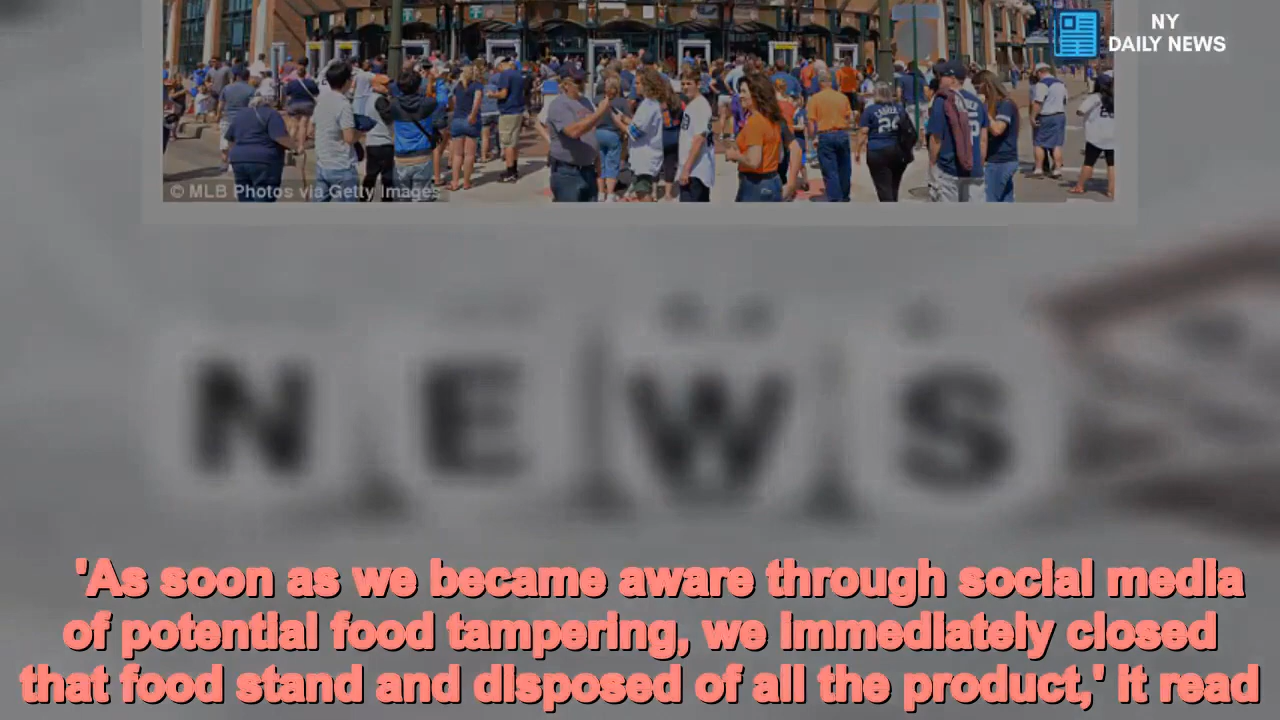 NY
DAILY NEWS
© MLB Photos via Getty Images
NEWS
'As soon as we became aware through social media
of potential food tampering, we immediately closed
that food stand and disposed of all the product,' it read